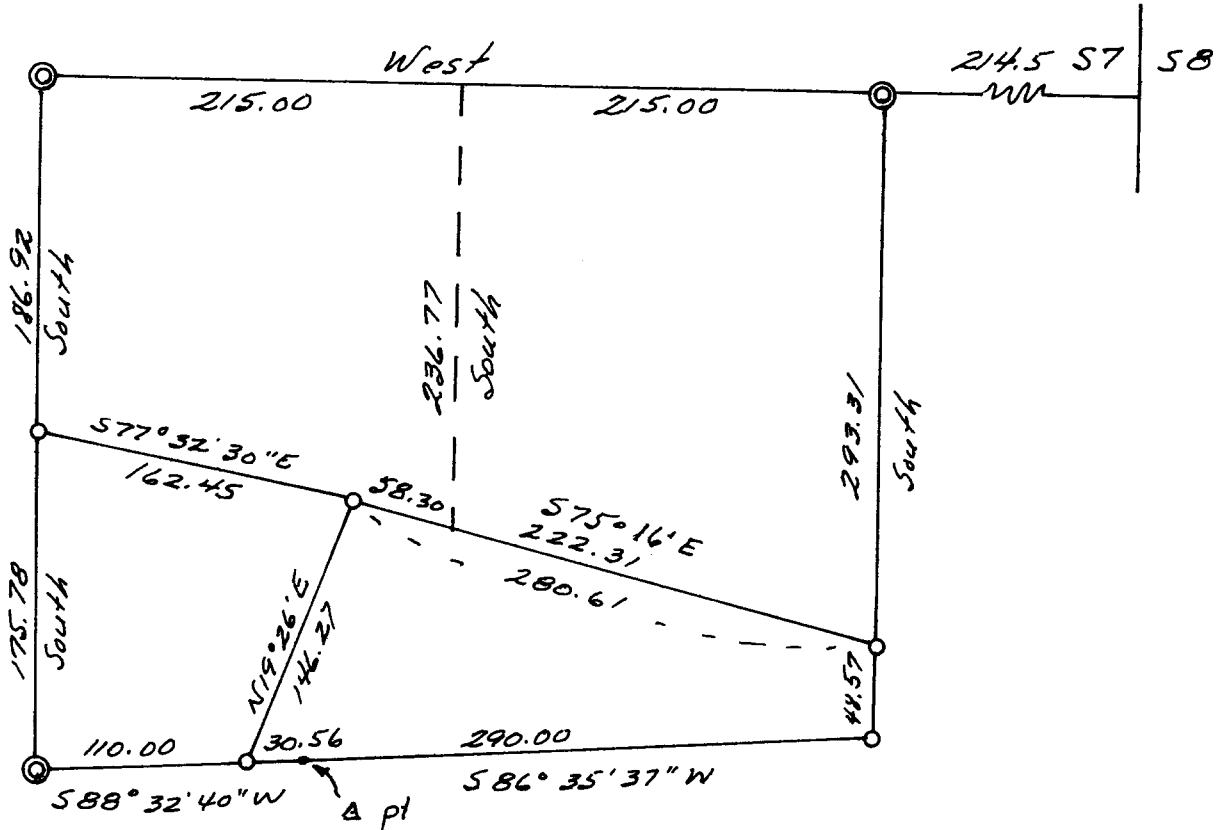 West
214.5 S7 S8
215.00 215.00
186.92
South
236.77
South
293.31
South
S77°32'30"E
162.45
58.30
S75°16'E
222.31
280.61
175.78
South
N19°26'E
146.27
48.57
110.00 30.56 290.00
S88°32'40"W S86°35'37"W
Δ pt